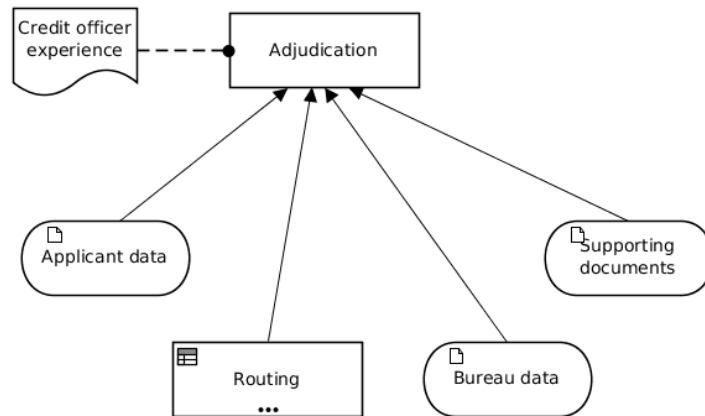 Credit officer
experience
Adjudication
Applicant data
Supporting
documents
Routing
Bureau data